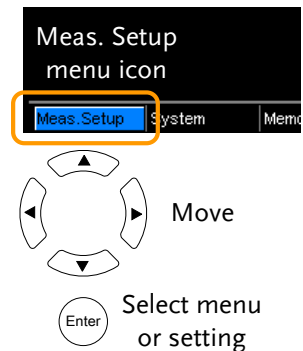 Meas. Setup
menu icon
Meas.Setup System Memo
Move
Enter
Select menu
or setting